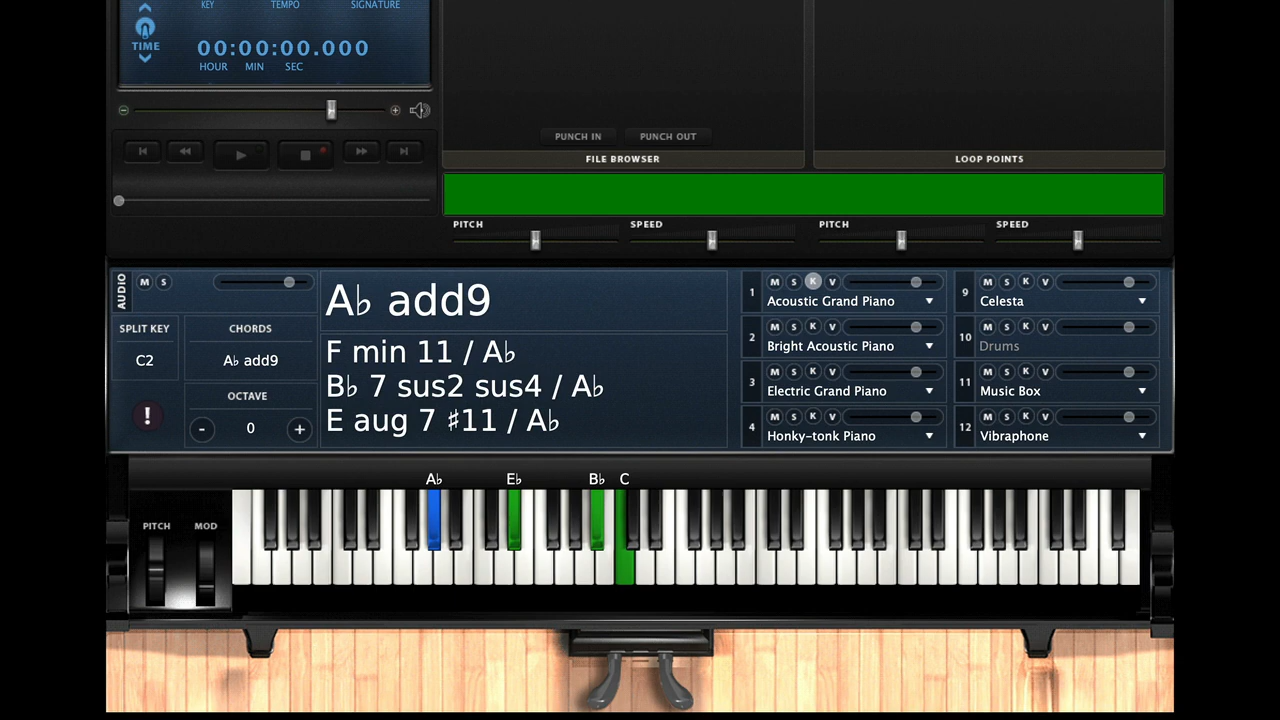 KEY TEMPO SIGNATURE
TIME
00:00:00.000
HOUR MIN SEC
PUNCH IN PUNCH OUT
FILE BROWSER LOOP POINTS
PITCH SPEED PITCH SPEED
AUDIO M S
SPLIT KEY
C2
!
CHORDS
A♭ add9
OCTAVE
- 0 +
A♭ add9
F min 11 / A♭
B♭ 7 sus2 sus4 / A♭
E aug 7 ♯11 / A♭
1 M S K V
Acoustic Grand Piano
2 M S K V
Bright Acoustic Piano
3 M S K V
Electric Grand Piano
4 M S K V
Honky-tonk Piano
9 M S K V
Celesta
10 M S K V
Drums
11 M S K V
Music Box
12 M S K V
Vibraphone
A♭ E♭ B♭ C
PITCH MOD